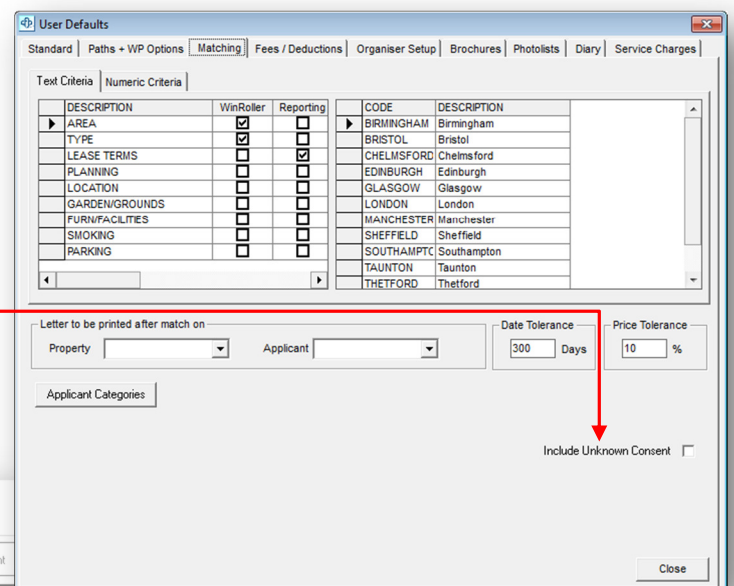 User Defaults
Standard Paths + WP Options Matching Fees / Deductions Organiser Setup Brochures Photolists Diary Service Charges
Text Criteria Numeric Criteria
DESCRIPTION WinRoller Reporting CODE DESCRIPTION
AREA BIRMINGHAM Birmingham
TYPE BRISTOL Bristol
LEASE TERMS CHELMSFORD Chelmsford
PLANNING EDINBURGH Edinburgh
LOCATION GLASGOW Glasgow
GARDEN/GROUNDS LONDON London
FURN/FACILITIES MANCHESTER Manchester
SMOKING SHEFFIELD Sheffield
PARKING SOUTHAMPTC Southampton
TAUNTON Taunton
THETFORD Thetford
Letter to be printed after match on Date Tolerance Price Tolerance
Property Applicant 300 Days 10 %
Applicant Categories
Include Unknown Consent
Close